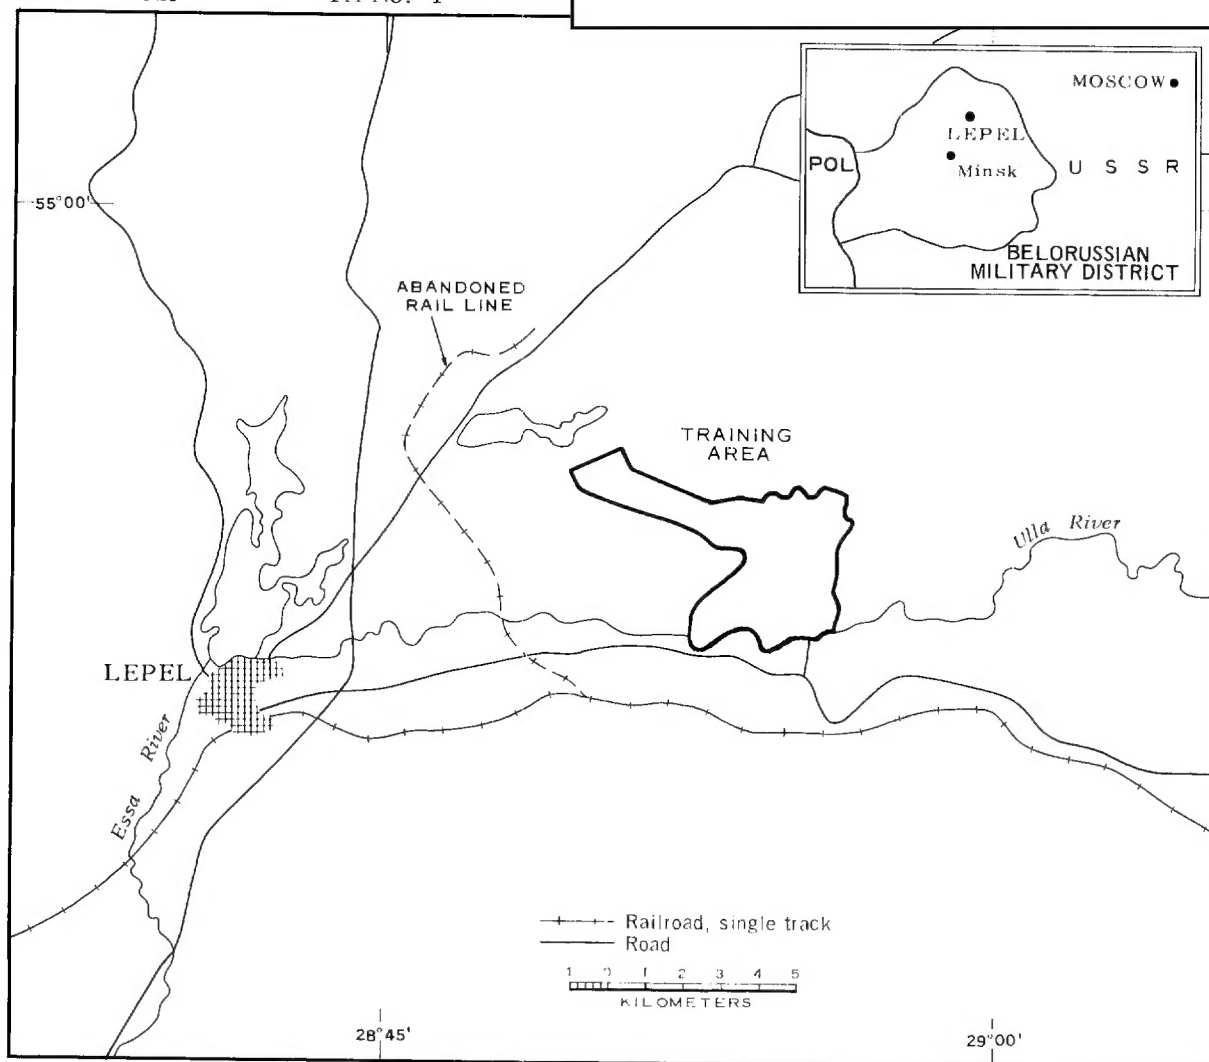 MOSCOW
LEPEL
POL
Minsk
U S S R
BELORUSSIAN
MILITARY DISTRICT
55°00'
ABANDONED
RAIL LINE
TRAINING
AREA
Ulla River
LEPEL
Essa River
Railroad, single track
Road
1 0 1 2 3 4 5
KILOMETERS
28°45'
29°00'